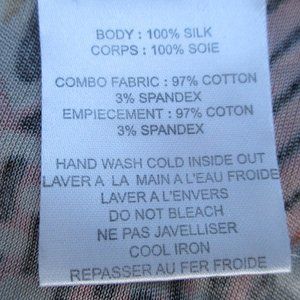 BODY : 100% SILK
CORPS : 100% SOIE
COMBO FABRIC : 97% COTTON
3% SPANDEX
EMPIECEMENT : 97% COTON
3% SPANDEX
HAND WASH COLD INSIDE OUT
LAVER A LA MAIN A L'EAU FROIDE
LAVER A L'ENVERS
DO NOT BLEACH
NE PAS JAVELLISER
COOL IRON
REPASSER AU FER FROIDE